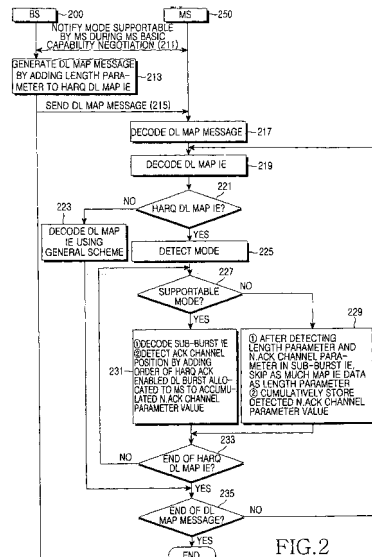 BS
200
MS
250
NOTIFY MODE SUPPORTABLE
BY MS DURING MS BASIC
CAPABILITY NEGOTIATION (211)
GENERATE DL MAP MESSAGE
BY ADDING LENGTH PARA-
METER TO HARQ DL MAP IE
213
SEND DL MAP MESSAGE (215)
DECODE DL MAP MESSAGE
217
DECODE DL MAP IE
219
221
HARQ DL MAP IE?
NO
YES
223
DECODE DL MAP
IE USING
GENERAL SCHEME
DETECT MODE
225
227
SUPPORTABLE
MODE?
NO
YES
229
① DECODE SUB-BURST IE
② DETECT ACK CHANNEL
POSITION BY ADDING
ORDER OF HARQ ACK
ENABLED DL BURST ALLO-
CATED TO MS TO ACCUMU-
LATED N.ACK CHANNEL
PARAMETER VALUE
231
① AFTER DETECTING
LENGTH PARAMETER AND
N.ACK CHANNEL PARA-
METER IN SUB-BURST IE,
SKIP AS MUCH MAP IE DATA
AS LENGTH PARAMETER
② CUMULATIVELY STORE
DETECTED N.ACK CHANNEL
PARAMETER VALUE
233
END OF HARQ
DL MAP IE?
NO
YES
235
END OF DL
MAP MESSAGE?
NO
YES
END
FIG.2